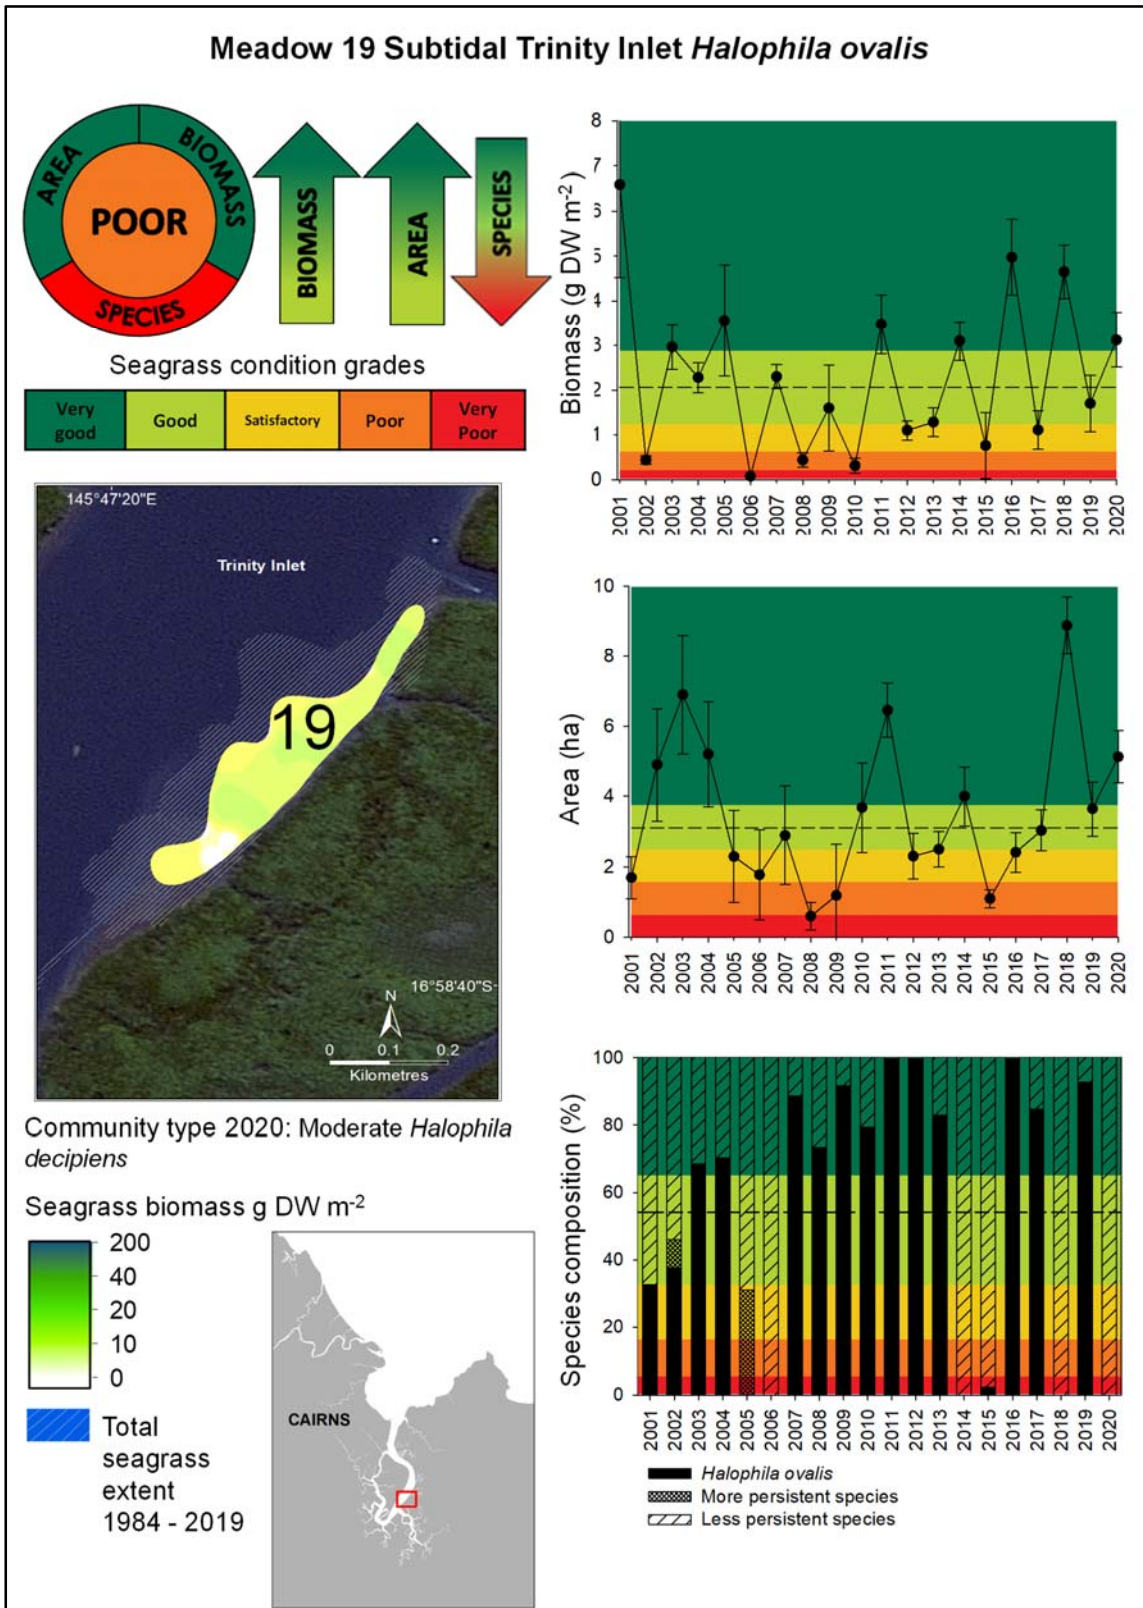 Meadow 19 Subtidal Trinity Inlet Halophila ovalis
AREA
BIOMASS
POOR
SPECIES
BIOMASS
AREA
SPECIES
Seagrass condition grades
Very good
Good
Satisfactory
Poor
Very Poor
145°47'20"E
Trinity Inlet
19
16°58'40"S
N
0 0.1 0.2
Kilometres
Community type 2020: Moderate Halophila
decipiens
Seagrass biomass g DW m-2
200
40
20
10
0
Total
seagrass
extent
1984 - 2019
CAIRNS
Biomass (g DW m-2)
8
7
6
5
4
3
2
1
0
2001 2002 2003 2004 2005 2006 2007 2008 2009 2010 2011 2012 2013 2014 2015 2016 2017 2018 2019 2020
Area (ha)
10
8
6
4
2
0
2001 2002 2003 2004 2005 2006 2007 2008 2009 2010 2011 2012 2013 2014 2015 2016 2017 2018 2019 2020
Species composition (%)
100
80
60
40
20
0
2001 2002 2003 2004 2005 2006 2007 2008 2009 2010 2011 2012 2013 2014 2015 2016 2017 2018 2019 2020
Halophila ovalis
More persistent species
Less persistent species